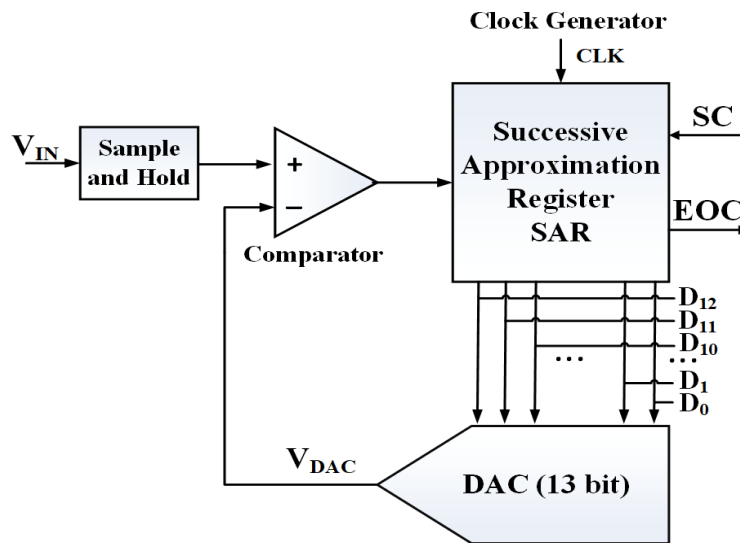 Clock Generator
CLK
V_IN
Sample
and Hold
+
−
Comparator
Successive
Approximation
Register
SAR
SC
EOC
D_12
D_11
D_10
...
...
D_1
D_0
V_DAC
DAC (13 bit)